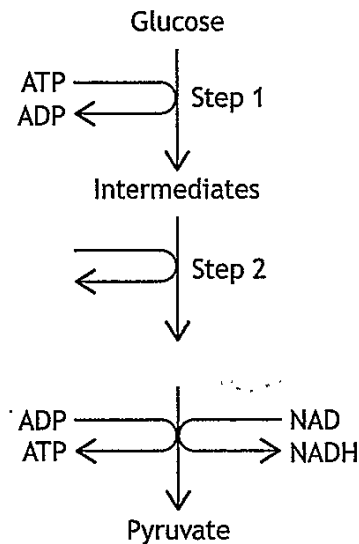 Glucose
ATP
ADP
Step 1
Intermediates
Step 2
ADP
ATP
NAD
NADH
Pyruvate